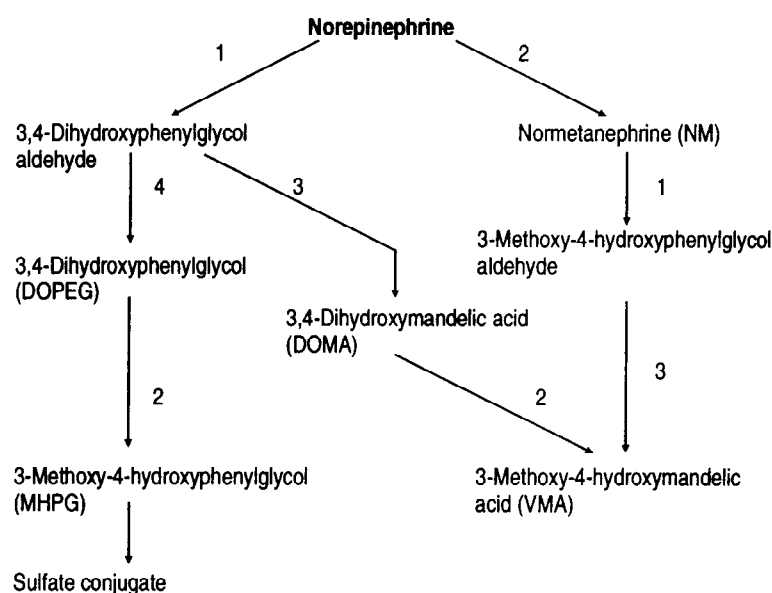 Norepinephrine
1
2
3,4-Dihydroxyphenylglycol
aldehyde
Normetanephrine (NM)
4
3
1
3-Methoxy-4-hydroxyphenylglycol
aldehyde
3,4-Dihydroxyphenylglycol
(DOPEG)
3,4-Dihydroxymandelic acid
(DOMA)
3
2
2
3-Methoxy-4-hydroxyphenylglycol
(MHPG)
3-Methoxy-4-hydroxymandelic
acid (VMA)
Sulfate conjugate